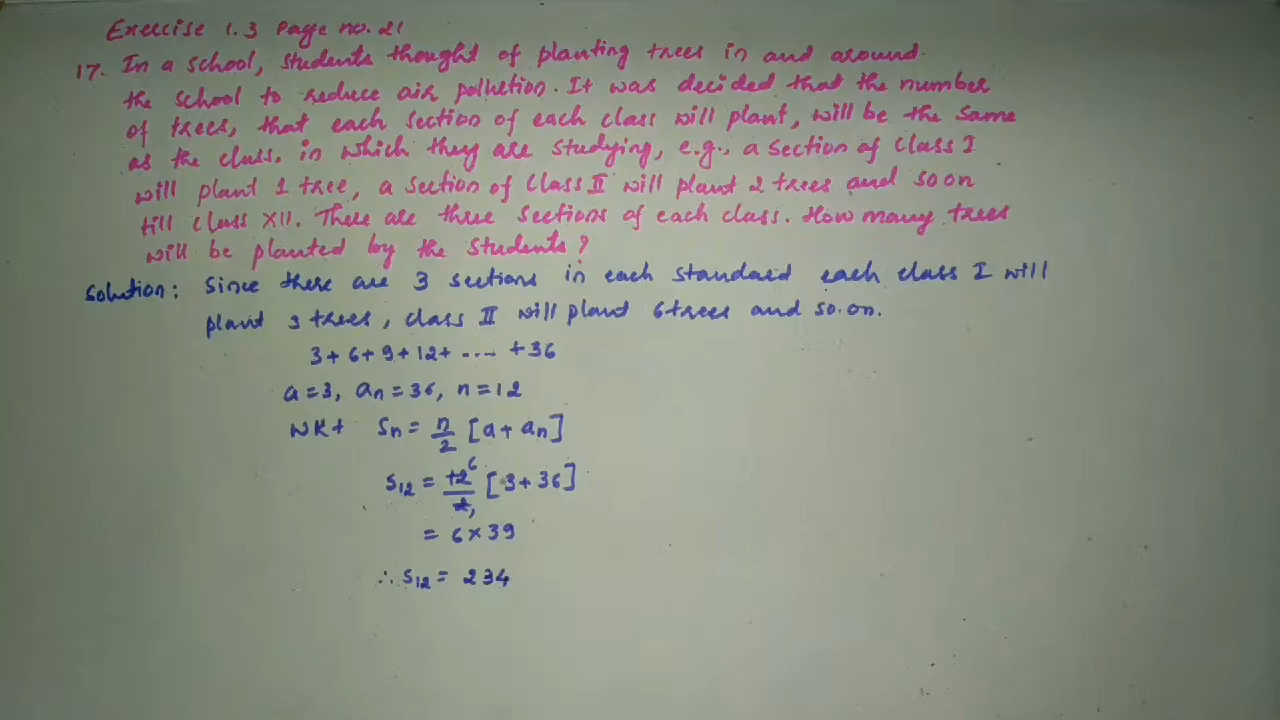 Exercise 1.3 Page no. 21
17. In a school, students thought of planting trees in and around
the school to reduce air pollution. It was decided that the number
of trees, that each section of each class will plant, will be the same
as the class, in which they are studying, e.g., a section of class I
will plant 1 tree, a section of class II will plant 2 trees and so on
till class XII. There are three sections of each class. How many trees
will be planted by the students?
Solution: Since there are 3 sections in each standard each class I will
plant 3 trees, class II will plant 6 trees and so. on.
3+6+9+12+ .... +36
a=3, an=36, n=12
WKt Sn = n/2 [a+an]
S12 = 12 6/2 1 [3+36]
= 6×39
∴ S12 = 234